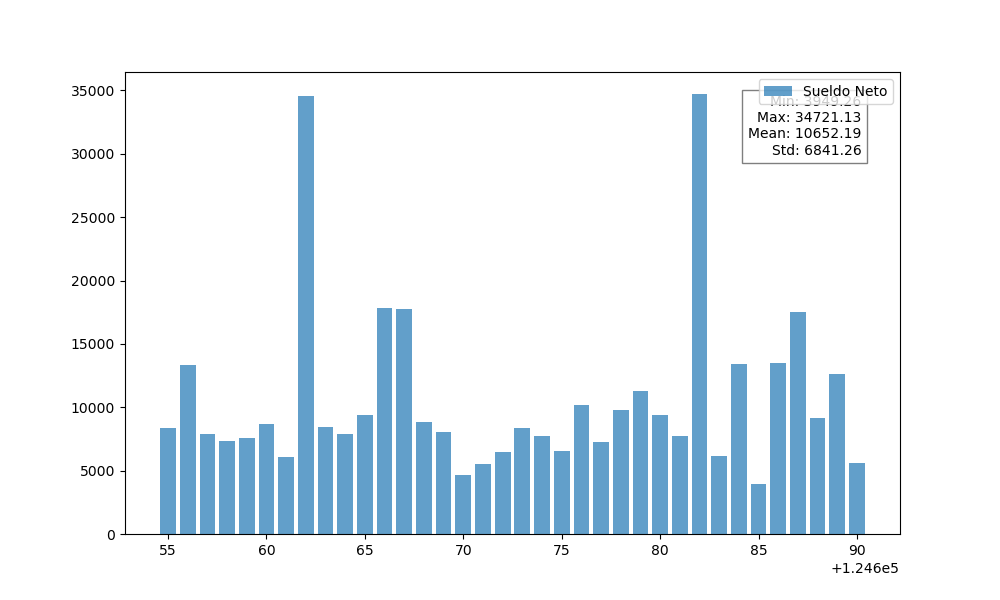 35000
30000
25000
20000
15000
10000
5000
0
Sueldo Neto
Min: 3949.26
Max: 34721.13
Mean: 10652.19
Std: 6841.26
55 60 65 70 75 80 85 90
+1.246e5